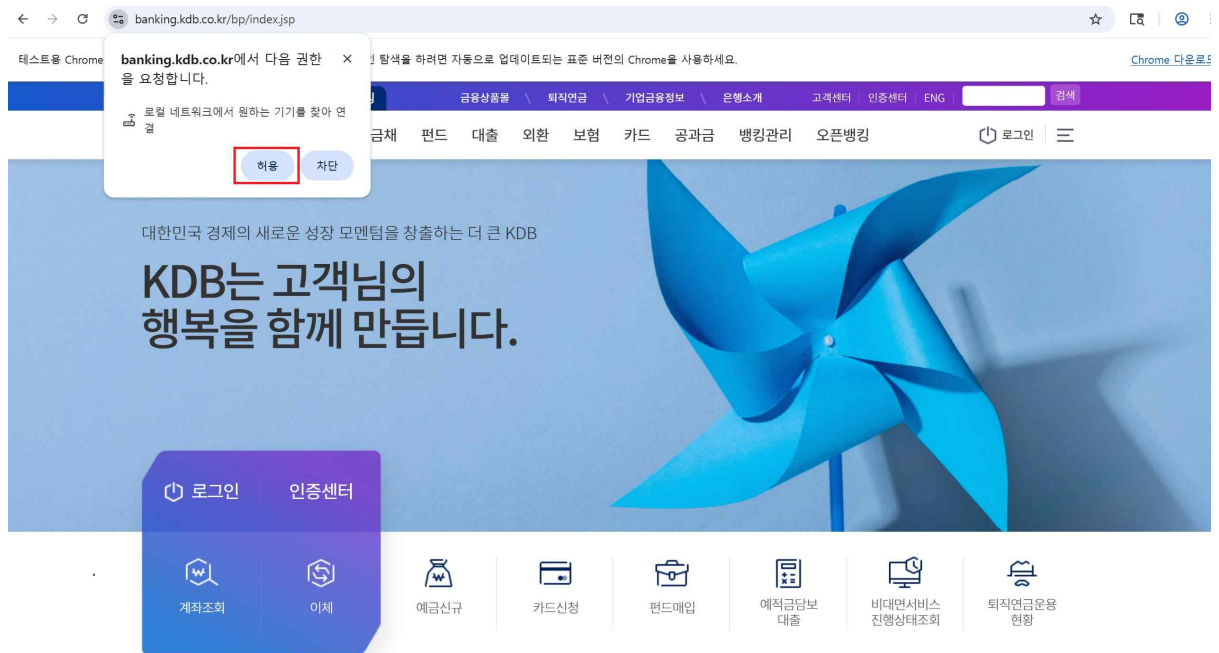 banking.kdb.co.kr/bp/index.jsp
테스트용 Chrome
인 탐색을 하려면 자동으로 업데이트되는 표준 버전의 Chrome을 사용하세요.
Chrome 다운로드
banking.kdb.co.kr에서 다음 권한
을 요청합니다.
로컬 네트워크에서 원하는 기기를 찾아 연
결
허용
차단
금융상품몰 \ 퇴직연금 \ 기업금융정보 \ 은행소개
고객센터 | 인증센터 | ENG
검색
금채 펀드 대출 외환 보험 카드 공과금 뱅킹관리 오픈뱅킹
로그인
대한민국 경제의 새로운 성장 모멘텀을 창출하는 더 큰 KDB
KDB는 고객님의
행복을 함께 만듭니다.
로그인
인증센터
계좌조회
이체
예금신규
카드신청
펀드매입
예적금담보
대출
비대면서비스
진행상태조회
퇴직연금운용
현황